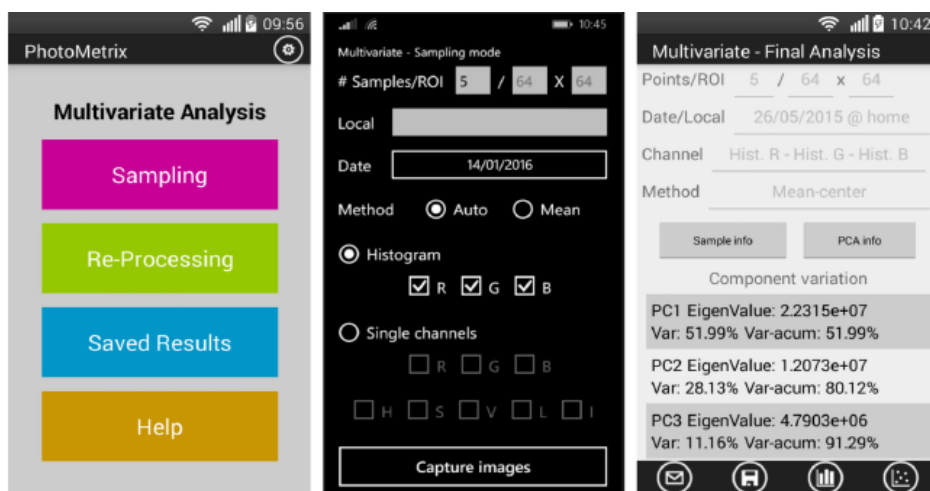 09:56
PhotoMetrix
Multivariate Analysis
Sampling
Re-Processing
Saved Results
Help
10:45
Multivariate - Sampling mode
# Samples/ROI 5 / 64 X 64
Local
Date 14/01/2016
Method Auto Mean
Histogram
R G B
Single channels
R G B
H S V L I
Capture images
10:42
Multivariate - Final Analysis
Points/ROI 5 / 64 x 64
Date/Local 26/05/2015 @ home
Channel Hist. R - Hist. G - Hist. B
Method Mean-center
Sample info PCA info
Component variation
PC1 EigenValue: 2.2315e+07
Var: 51.99% Var-acum: 51.99%
PC2 EigenValue: 1.2073e+07
Var: 28.13% Var-acum: 80.12%
PC3 EigenValue: 4.7903e+06
Var: 11.16% Var-acum: 91.29%